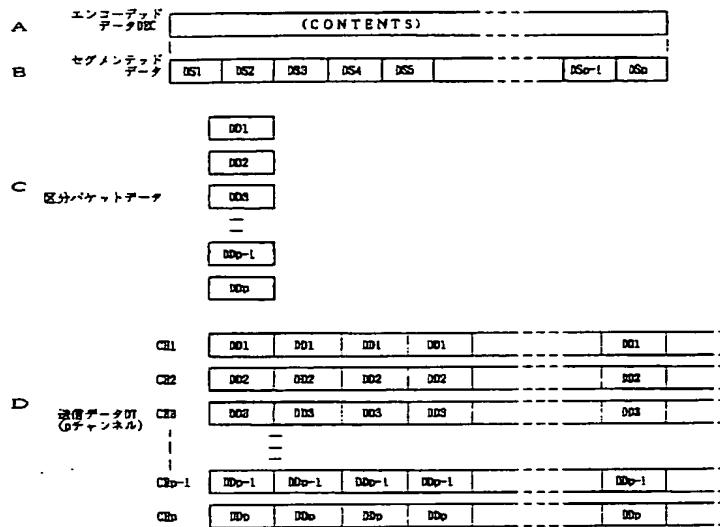 A エンコーデッド
データDEC (CONTENTS)
B セグメンテッド
データ DS1 DS2 DS3 DS4 DS5 DSp-1 DSp
DD1
DD2
C 区分パケットデータ DD3
DDp-1
DDp
CH1 DD1 DD1 DD1 DD1 DD1
CH2 DD2 DD2 DD2 DD2 DD2
D 送信データDT
(pチャンネル) CH3 DD3 DD3 DD3 DD3 DD3
CHp-1 DDp-1 DDp-1 DDp-1 DDp-1 DDp-1
CHp DDp DDp DDp DDp DDp